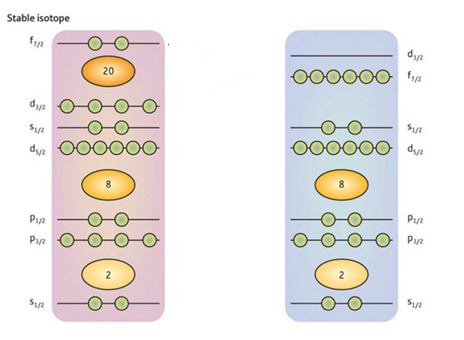 Stable isotope
f7/2
20
d3/2
s1/2
d5/2
8
p1/2
p3/2
2
s1/2
d3/2
f7/2
s1/2
d5/2
8
p1/2
p3/2
2
s1/2